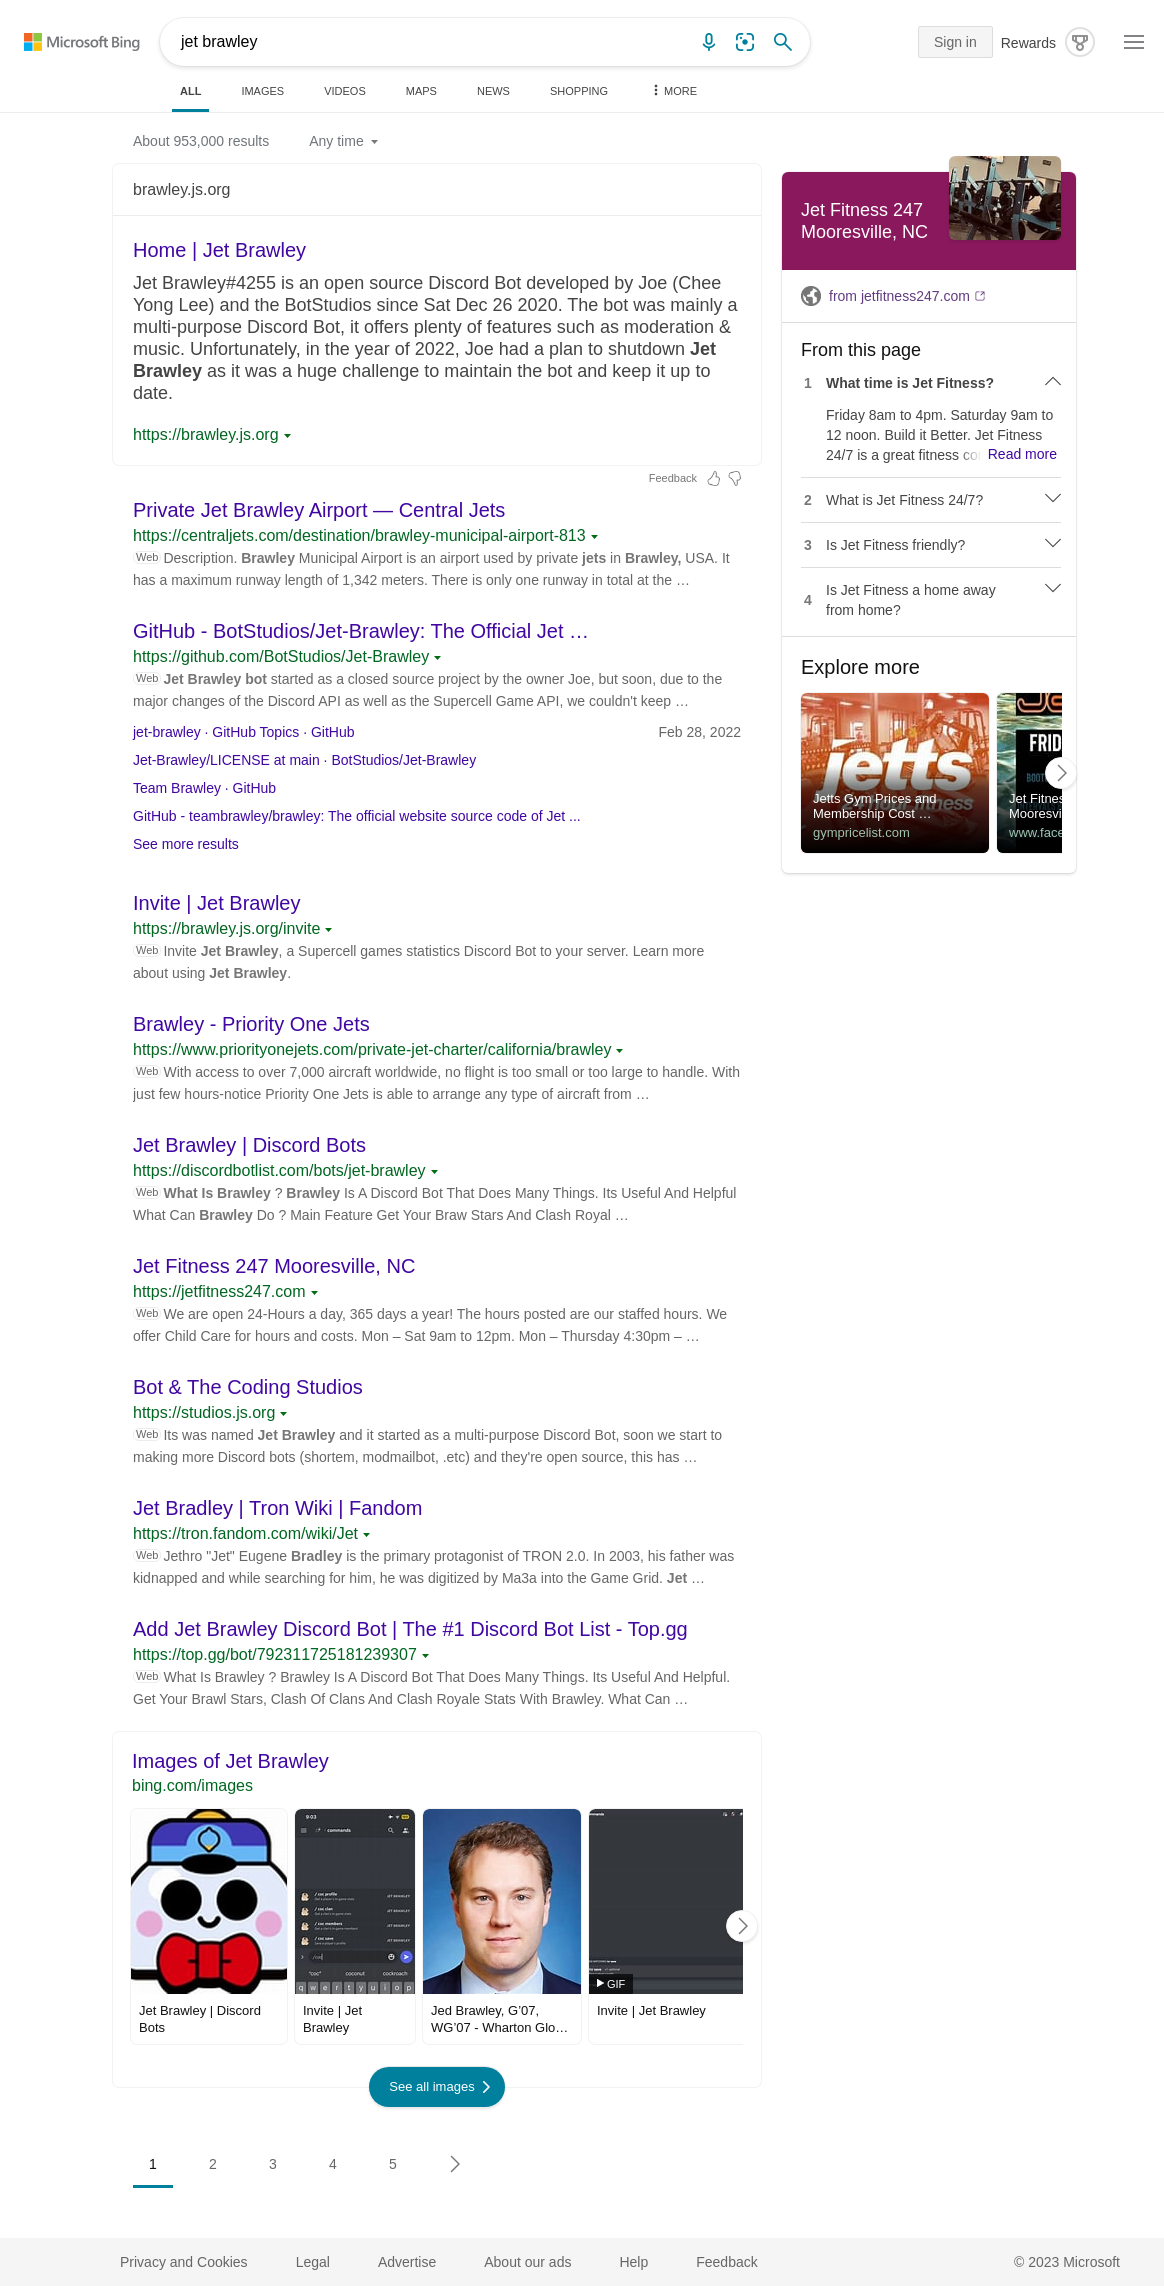 Microsoft Bing
jet brawley
Sign in
Rewards
ALL
IMAGES
VIDEOS
MAPS
NEWS
SHOPPING
MORE
About 953,000 results
Any time
brawley.js.org
Home | Jet Brawley
Jet Brawley#4255 is an open source Discord Bot developed by Joe (Chee
Yong Lee) and the BotStudios since Sat Dec 26 2020. The bot was mainly a
multi-purpose Discord Bot, it offers plenty of features such as moderation &
music. Unfortunately, in the year of 2022, Joe had a plan to shutdown Jet
Brawley as it was a huge challenge to maintain the bot and keep it up to
date.
https://brawley.js.org
Feedback
Private Jet Brawley Airport — Central Jets
https://centraljets.com/destination/brawley-municipal-airport-813
Web Description. Brawley Municipal Airport is an airport used by private jets in Brawley, USA. It
has a maximum runway length of 1,342 meters. There is only one runway in total at the …
GitHub - BotStudios/Jet-Brawley: The Official Jet …
https://github.com/BotStudios/Jet-Brawley
Web Jet Brawley bot started as a closed source project by the owner Joe, but soon, due to the
major changes of the Discord API as well as the Supercell Game API, we couldn't keep …
jet-brawley · GitHub Topics · GitHub
Feb 28, 2022
Jet-Brawley/LICENSE at main · BotStudios/Jet-Brawley
Team Brawley · GitHub
GitHub - teambrawley/brawley: The official website source code of Jet ...
See more results
Invite | Jet Brawley
https://brawley.js.org/invite
Web Invite Jet Brawley, a Supercell games statistics Discord Bot to your server. Learn more
about using Jet Brawley.
Brawley - Priority One Jets
https://www.priorityonejets.com/private-jet-charter/california/brawley
Web With access to over 7,000 aircraft worldwide, no flight is too small or too large to handle. With
just few hours-notice Priority One Jets is able to arrange any type of aircraft from …
Jet Brawley | Discord Bots
https://discordbotlist.com/bots/jet-brawley
Web What Is Brawley ? Brawley Is A Discord Bot That Does Many Things. Its Useful And Helpful
What Can Brawley Do ? Main Feature Get Your Braw Stars And Clash Royal …
Jet Fitness 247 Mooresville, NC
https://jetfitness247.com
Web We are open 24-Hours a day, 365 days a year! The hours posted are our staffed hours. We
offer Child Care for hours and costs. Mon – Sat 9am to 12pm. Mon – Thursday 4:30pm – …
Bot & The Coding Studios
https://studios.js.org
Web Its was named Jet Brawley and it started as a multi-purpose Discord Bot, soon we start to
making more Discord bots (shortem, modmailbot, .etc) and they're open source, this has …
Jet Bradley | Tron Wiki | Fandom
https://tron.fandom.com/wiki/Jet
Web Jethro "Jet" Eugene Bradley is the primary protagonist of TRON 2.0. In 2003, his father was
kidnapped and while searching for him, he was digitized by Ma3a into the Game Grid. Jet …
Add Jet Brawley Discord Bot | The #1 Discord Bot List - Top.gg
https://top.gg/bot/792311725181239307
Web What Is Brawley ? Brawley Is A Discord Bot That Does Many Things. Its Useful And Helpful.
Get Your Brawl Stars, Clash Of Clans And Clash Royale Stats With Brawley. What Can …
Images of Jet Brawley
bing.com/images
9:03
commands
/ coc profile
JET BRAWLEY
/ coc clan
JET BRAWLEY
/ coc members
JET BRAWLEY
/ coc save
JET BRAWLEY
/coc
"coc" coconut cockroach
q w e r t y u i o p
GIF
Jet Brawley | Discord
Bots
Invite | Jet
Brawley
Jed Brawley, G’07,
WG’07 - Wharton Glo…
Invite | Jet Brawley
See all images
1
2
3
4
5
Jet Fitness 247
Mooresville, NC
from jetfitness247.com
From this page
1 What time is Jet Fitness?
Friday 8am to 4pm. Saturday 9am to
12 noon. Build it Better. Jet Fitness
24/7 is a great fitness co Read more
2 What is Jet Fitness 24/7?
3 Is Jet Fitness friendly?
4 Is Jet Fitness a home away
from home?
Explore more
jetts
24 hour fitness
Jetts Gym Prices and
Membership Cost …
gympricelist.com
FRID
BOOT
Jet Fitnes
Mooresvi
www.face
Privacy and Cookies
Legal
Advertise
About our ads
Help
Feedback
© 2023 Microsoft